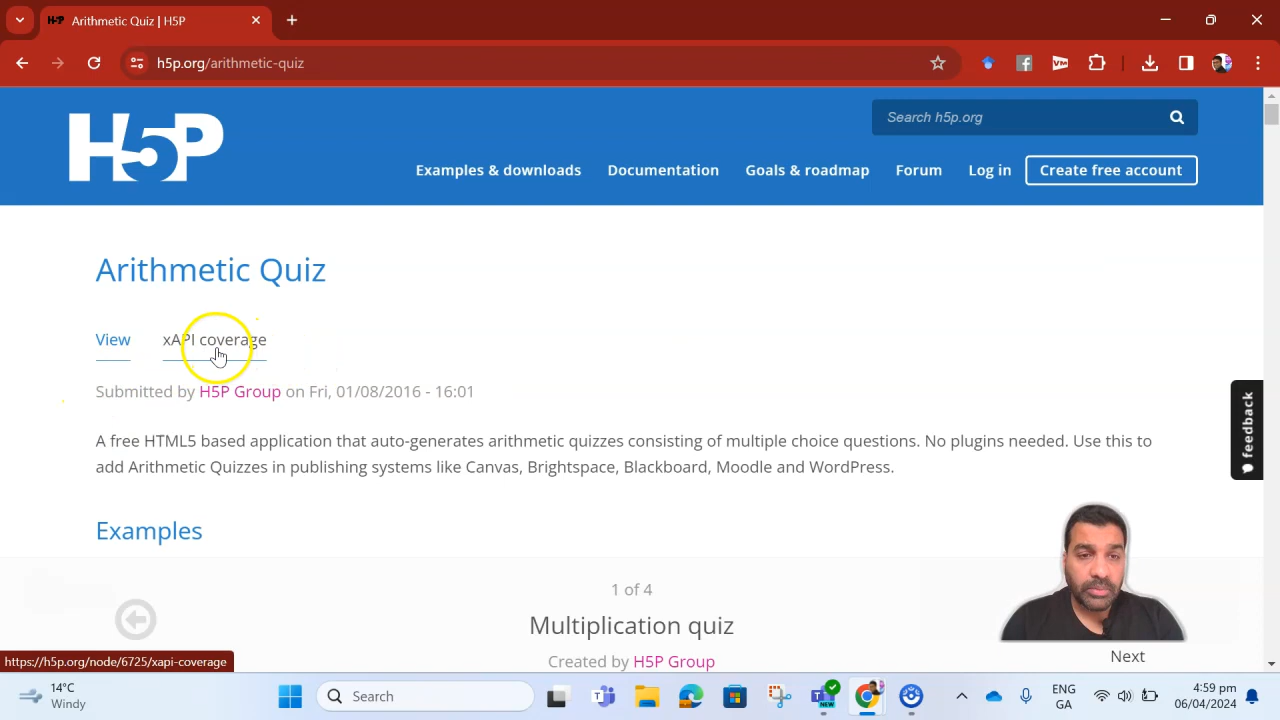 H5P Arithmetic Quiz | H5P
h5p.org/arithmetic-quiz
VM
H5P
Search h5p.org
Examples & downloads Documentation Goals & roadmap Forum Log in Create free account
Arithmetic Quiz
View xAPI coverage
Submitted by H5P Group on Fri, 01/08/2016 - 16:01
A free HTML5 based application that auto-generates arithmetic quizzes consisting of multiple choice questions. No plugins needed. Use this to
add Arithmetic Quizzes in publishing systems like Canvas, Brightspace, Blackboard, Moodle and WordPress.
feedback
Examples
1 of 4
Multiplication quiz
Created by H5P Group
Next
https://h5p.org/node/6725/xapi-coverage
14°C
Windy
Search
NEW
ENG
GA
4:59 pm
06/04/2024